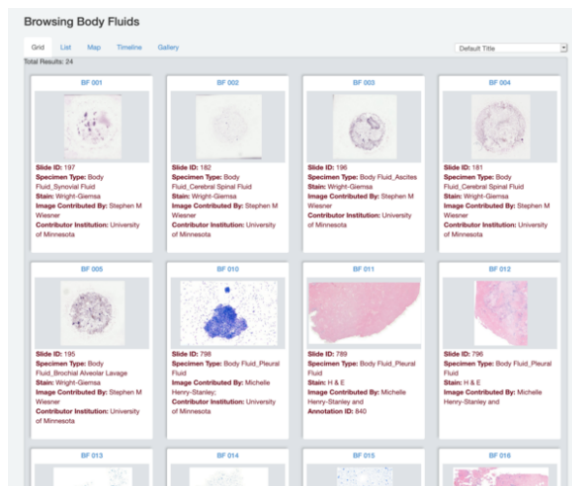 Browsing Body Fluids
Grid List Map Timeline Gallery
Default Title
Total Results: 24
BF 001
Slide ID: 197
Specimen Type: Body
Fluid_Synovial Fluid
Stain: Wright-Giemsa
Image Contributed By: Stephen M
Wiesner
Contributor Institution: University
of Minnesota
BF 002
Slide ID: 182
Specimen Type: Body
Fluid_Cerebral Spinal Fluid
Stain: Wright-Giemsa
Image Contributed By: Stephen M
Wiesner
Contributor Institution: University
of Minnesota
BF 003
Slide ID: 196
Specimen Type: Body Fluid_Ascites
Stain: Wright-Giemsa
Image Contributed By: Stephen M
Wiesner
Contributor Institution: University
of Minnesota
BF 004
Slide ID: 181
Specimen Type: Body
Fluid_Cerebral Spinal Fluid
Stain: Wright-Giemsa
Image Contributed By: Stephen M
Wiesner
Contributor Institution: University
of Minnesota
BF 005
Slide ID: 195
Specimen Type: Body
Fluid_Brochial Alveolar Lavage
Stain: Wright-Giemsa
Image Contributed By: Stephen M
Wiesner
Contributor Institution: University
of Minnesota
BF 010
Slide ID: 798
Specimen Type: Body Fluid_Pleural
Fluid
Image Contributed By: Michelle
Henry-Stanley;
Contributor Institution: University
of Minnesota
BF 011
Slide ID: 789
Specimen Type: Body Fluid_Pleural
Fluid
Stain: H & E
Image Contributed By: Michelle
Henry-Stanley and
Annotation ID: 840
BF 012
Slide ID: 796
Specimen Type: Body Fluid_Pleural
Fluid
Stain: H & E
Image Contributed By: Michelle
Henry-Stanley and
BF 013
BF 014
BF 015
BF 016